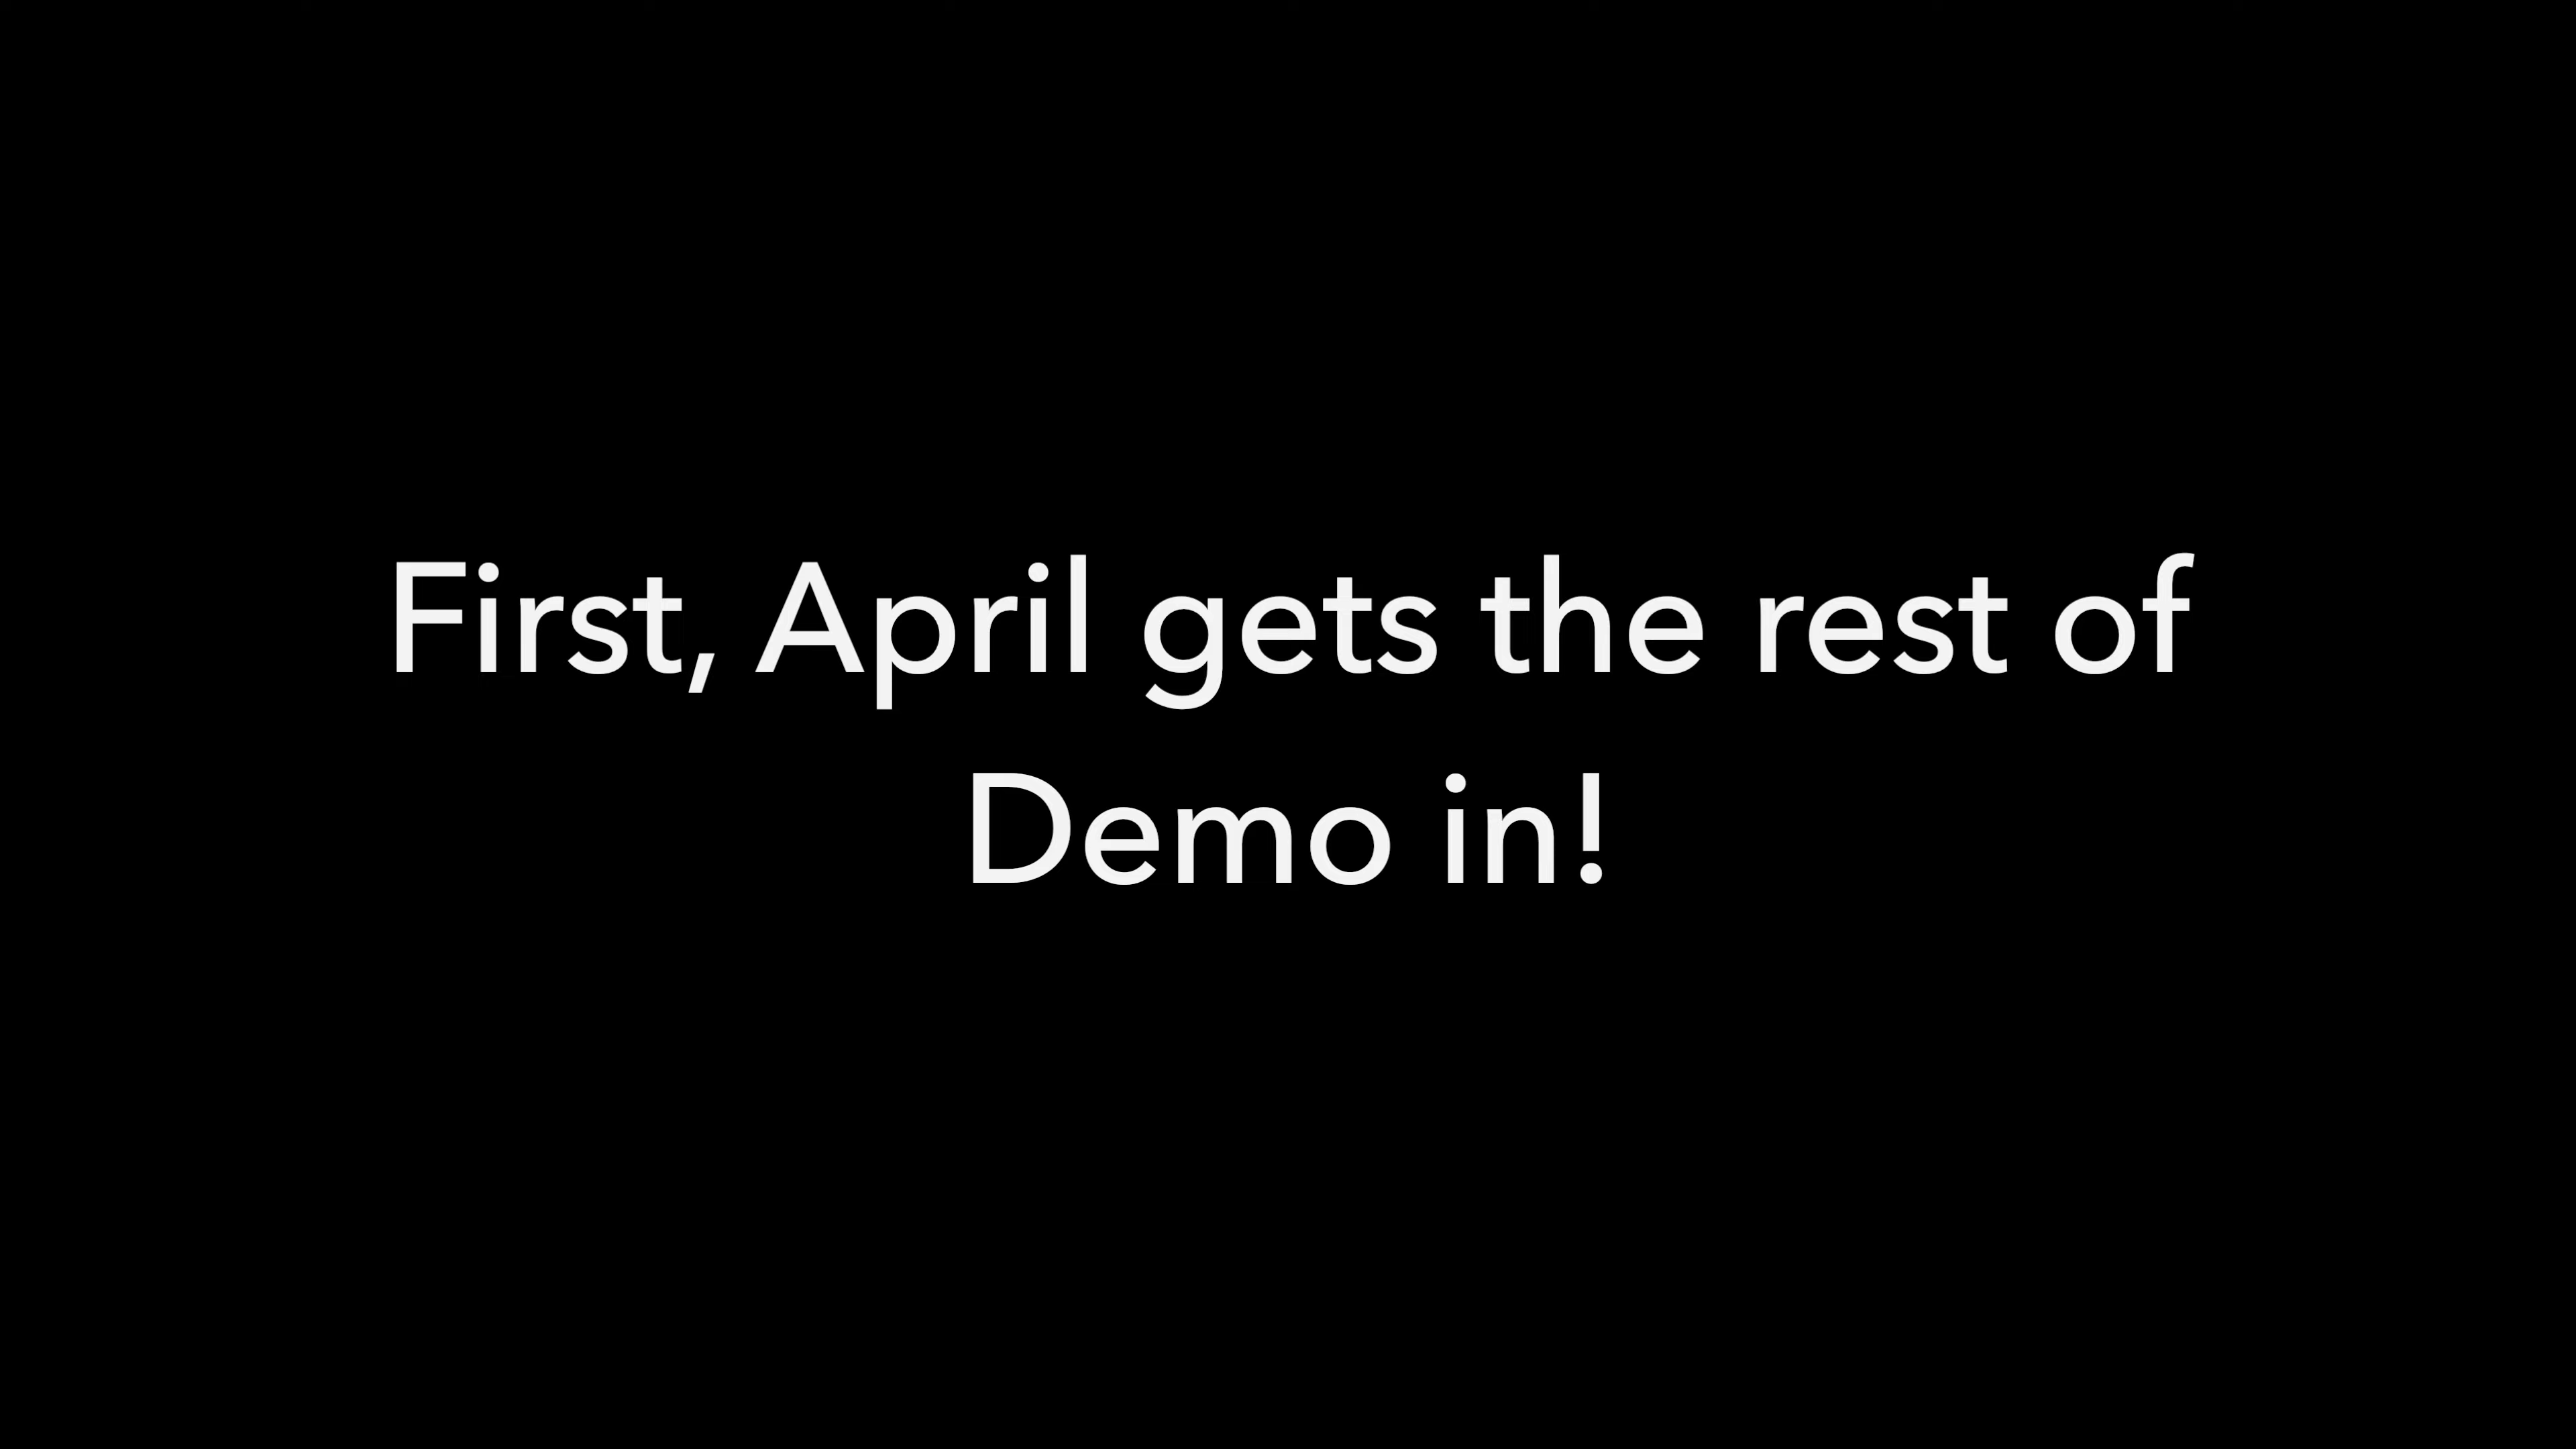 First, April gets the rest of
Demo in!